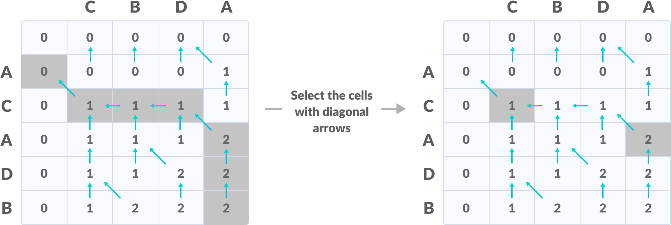 C B D A
0 0 0 0 0
A 0 0 0 0 1
C 0 1 1 1 1
A 0 1 1 1 2
D 0 1 1 2 2
B 0 1 2 2 2
Select the cells
with diagonal
arrows
C B D A
0 0 0 0 0
A 0 0 0 0 1
C 0 1 1 1 1
A 0 1 1 1 2
D 0 1 1 2 2
B 0 1 2 2 2